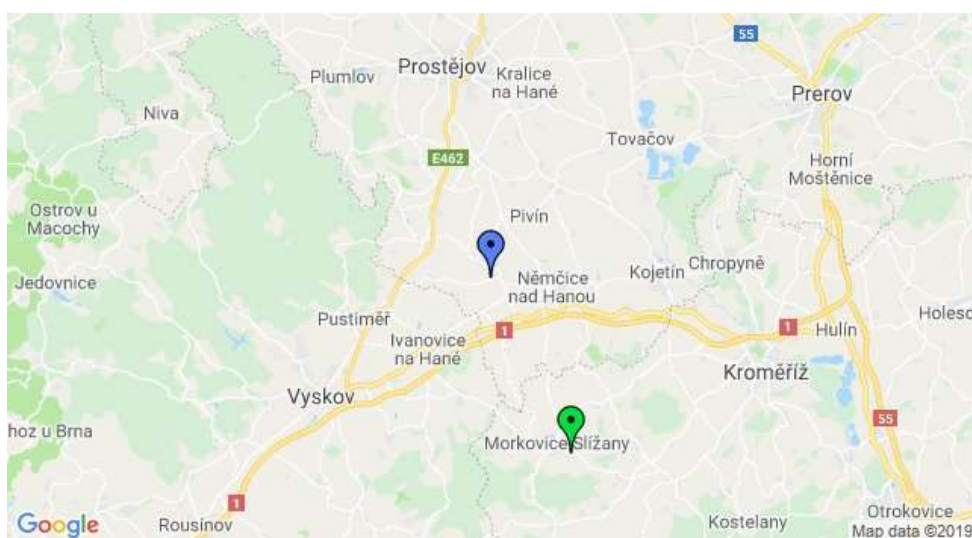 55
Prostějov
Kralice
na Hané
Plumlov
Prerov
Niva
Tovačov
E462
Horní
Moštěnice
Ostrov u
Macochy
Pivín
Jedovnice
Němčice
nad Hanou
Kojetín
Chropyně
Pustiměř
Ivanovice
na Hané
1
1
Hulín
Holesc
Vyskov
Kroměříž
hoz u Brna
Morkovice-Slížany
55
1
Rousínov
Kostelany
Otrokovice
Google
Map data ©2019